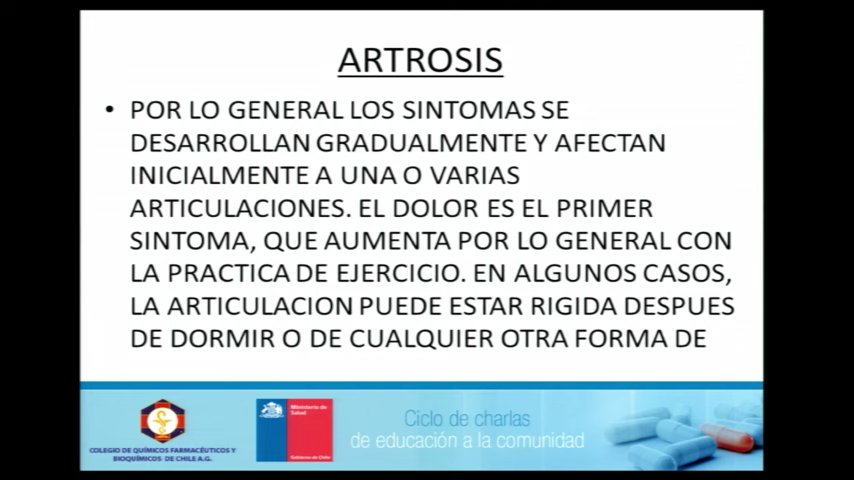 ARTROSIS
• POR LO GENERAL LOS SINTOMAS SE
DESARROLLAN GRADUALMENTE Y AFECTAN
INICIALMENTE A UNA O VARIAS
ARTICULACIONES. EL DOLOR ES EL PRIMER
SINTOMA, QUE AUMENTA POR LO GENERAL CON
LA PRACTICA DE EJERCICIO. EN ALGUNOS CASOS,
LA ARTICULACION PUEDE ESTAR RIGIDA DESPUES
DE DORMIR O DE CUALQUIER OTRA FORMA DE
COLEGIO DE QUÍMICOS FARMACÉUTICOS Y
BIOQUÍMICOS DE CHILE A.G.
Ministerio de
Salud
Gobierno de Chile
Ciclo de charlas
de educación a la comunidad